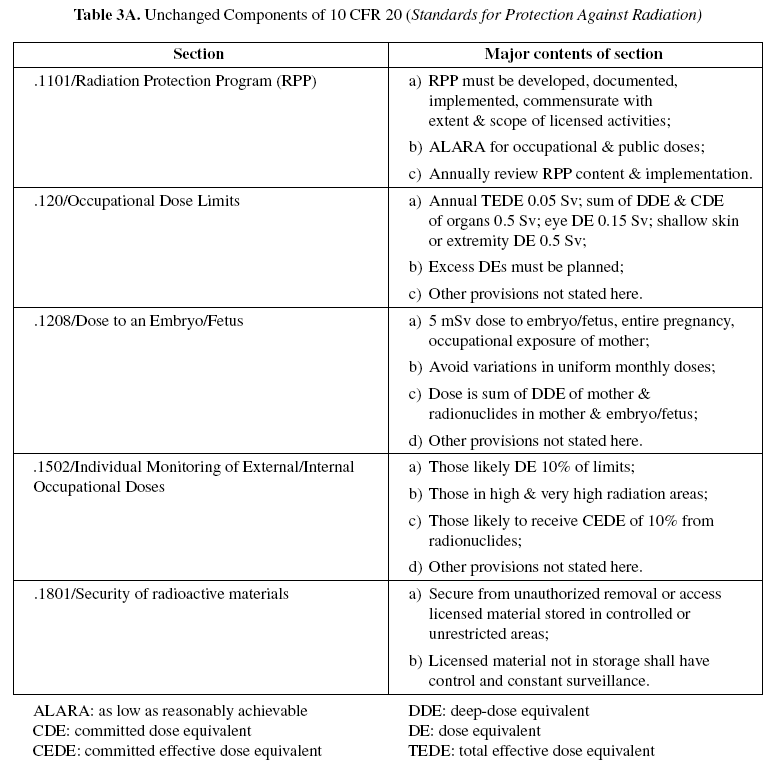 Table 3A. Unchanged Components of 10 CFR 20 (Standards for Protection Against Radiation)
Section
Major contents of section
.1101/Radiation Protection Program (RPP)
a) RPP must be developed, documented,
implemented, commensurate with
extent & scope of licensed activities;
b) ALARA for occupational & public doses;
c) Annually review RPP content & implementation.
.120/Occupational Dose Limits
a) Annual TEDE 0.05 Sv; sum of DDE & CDE
of organs 0.5 Sv; eye DE 0.15 Sv; shallow skin
or extremity DE 0.5 Sv;
b) Excess DEs must be planned;
c) Other provisions not stated here.
.1208/Dose to an Embryo/Fetus
a) 5 mSv dose to embryo/fetus, entire pregnancy,
occupational exposure of mother;
b) Avoid variations in uniform monthly doses;
c) Dose is sum of DDE of mother &
radionuclides in mother & embryo/fetus;
d) Other provisions not stated here.
.1502/Individual Monitoring of External/Internal
Occupational Doses
a) Those likely DE 10% of limits;
b) Those in high & very high radiation areas;
c) Those likely to receive CEDE of 10% from
radionuclides;
d) Other provisions not stated here.
.1801/Security of radioactive materials
a) Secure from unauthorized removal or access
licensed material stored in controlled or
unrestricted areas;
b) Licensed material not in storage shall have
control and constant surveillance.
ALARA: as low as reasonably achievable
CDE: committed dose equivalent
CEDE: committed effective dose equivalent
DDE: deep-dose equivalent
DE: dose equivalent
TEDE: total effective dose equivalent